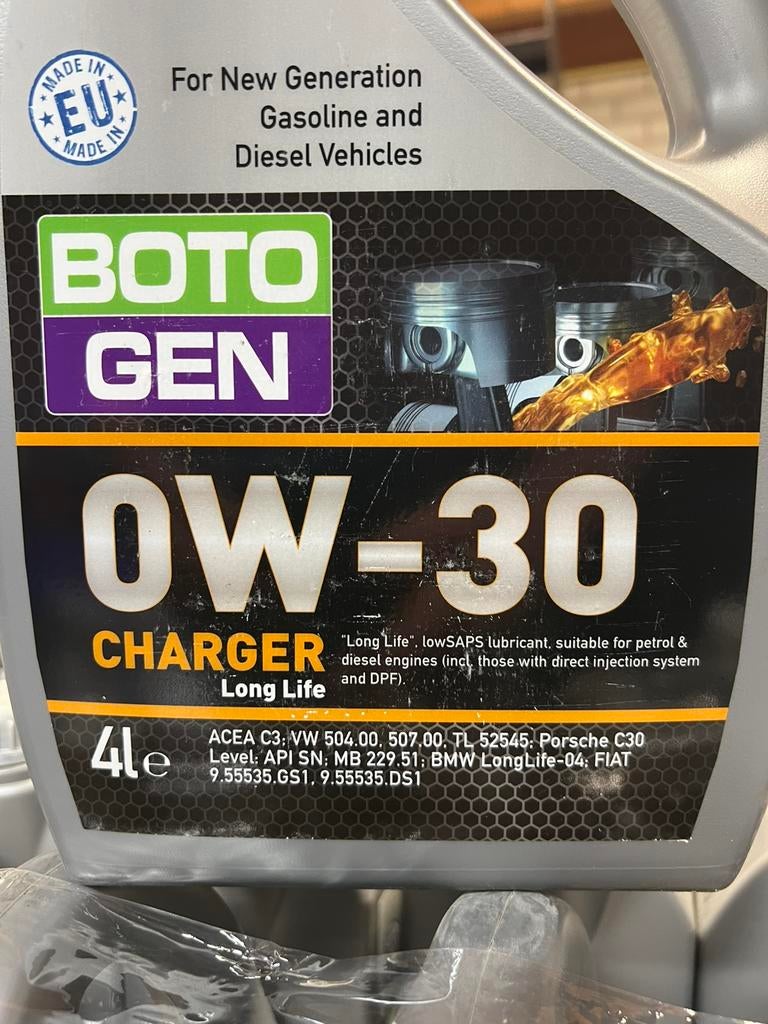 MADE IN
EU
MADE IN
For New Generation
Gasoline and
Diesel Vehicles
BOTO
GEN
0W-30
CHARGER
Long Life
"Long Life", lowSAPS lubricant, suitable for petrol &
diesel engines (incl. those with direct injection system
and DPF).
4l e
ACEA C3; VW 504.00, 507.00, TL 52545; Porsche C30
Level: API SN; MB 229.51; BMW LongLife-04; FIAT
9.55535.GS1, 9.55535.DS1